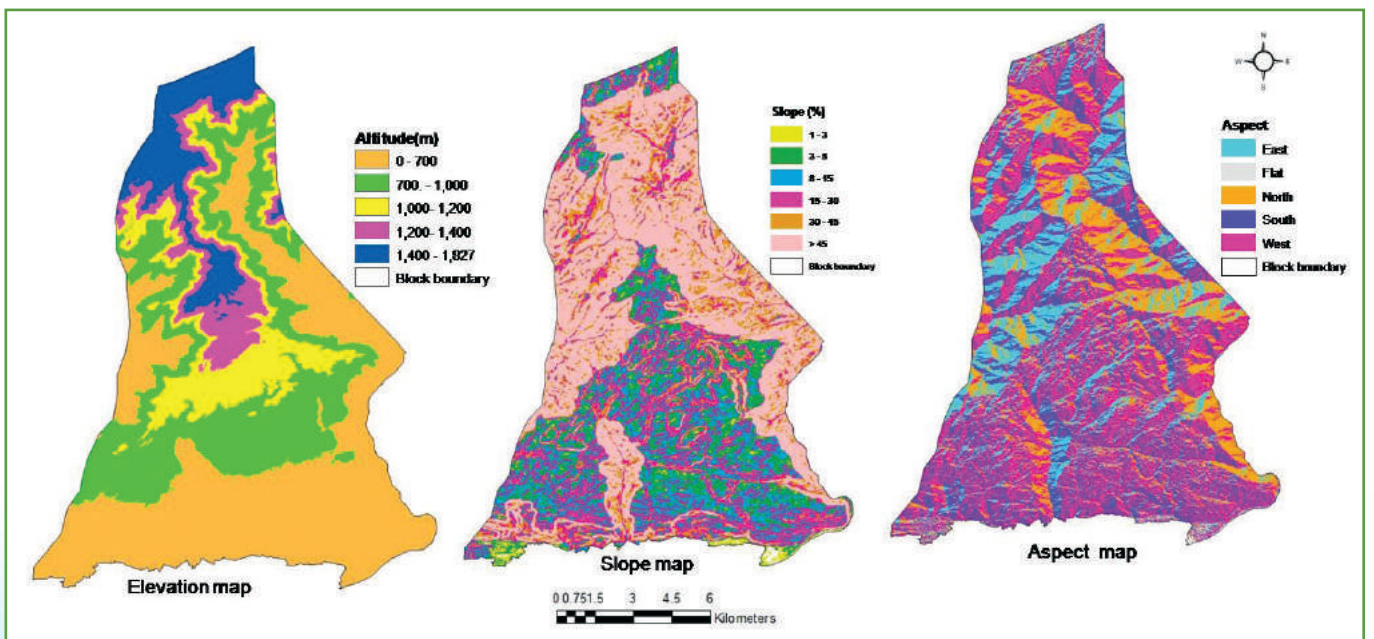 Altitude(m)
0 - 700
700. - 1,000
1,000- 1,200
1,200- 1,400
1,400 - 1,827
Block boundary
Elevation map
Slope (%)
1 - 3
3 - 8
8 - 15
15 - 30
30 - 45
> 45
Block boundary
Slope map
0 0.751.5 3 4.5 6
Kilometers
N
W E
S
Aspect
East
Flat
North
South
West
Block boundary
Aspect map